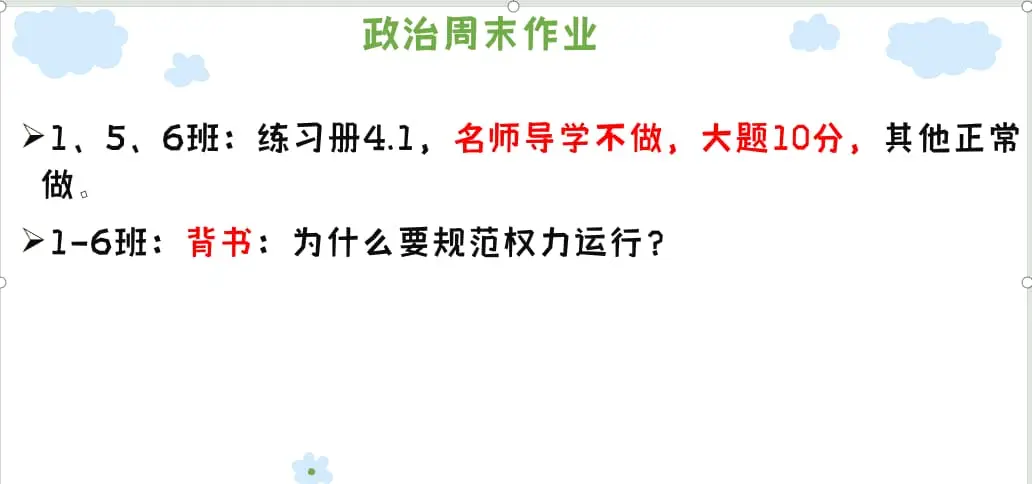 政治周末作业
1、5、6班：练习册4.1，名师导学不做，大题10分，其他正常
做。
1-6班：背书：为什么要规范权力运行？